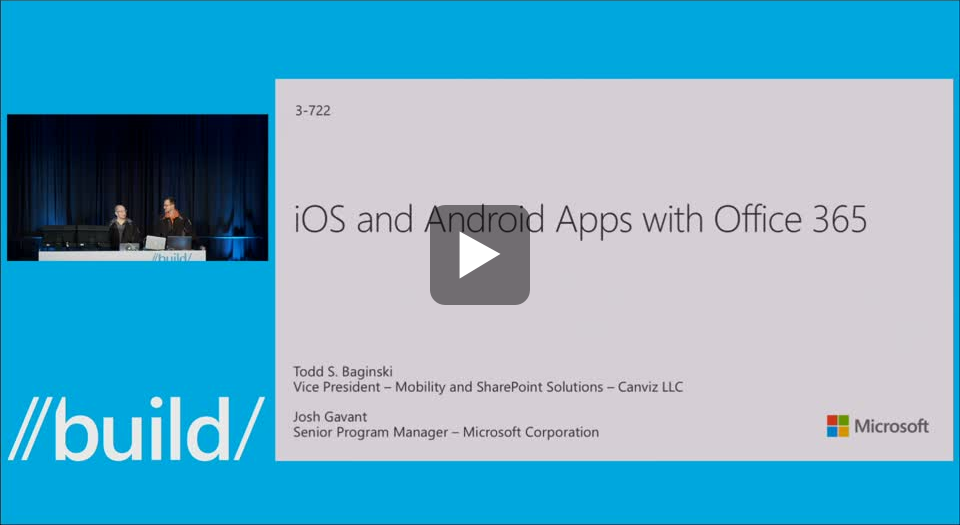 3-722
iOS and Android Apps with Office 365
//build/
Todd S. Baginski
Vice President – Mobility and SharePoint Solutions – Canviz LLC
Josh Gavant
Senior Program Manager – Microsoft Corporation
Microsoft
//build/